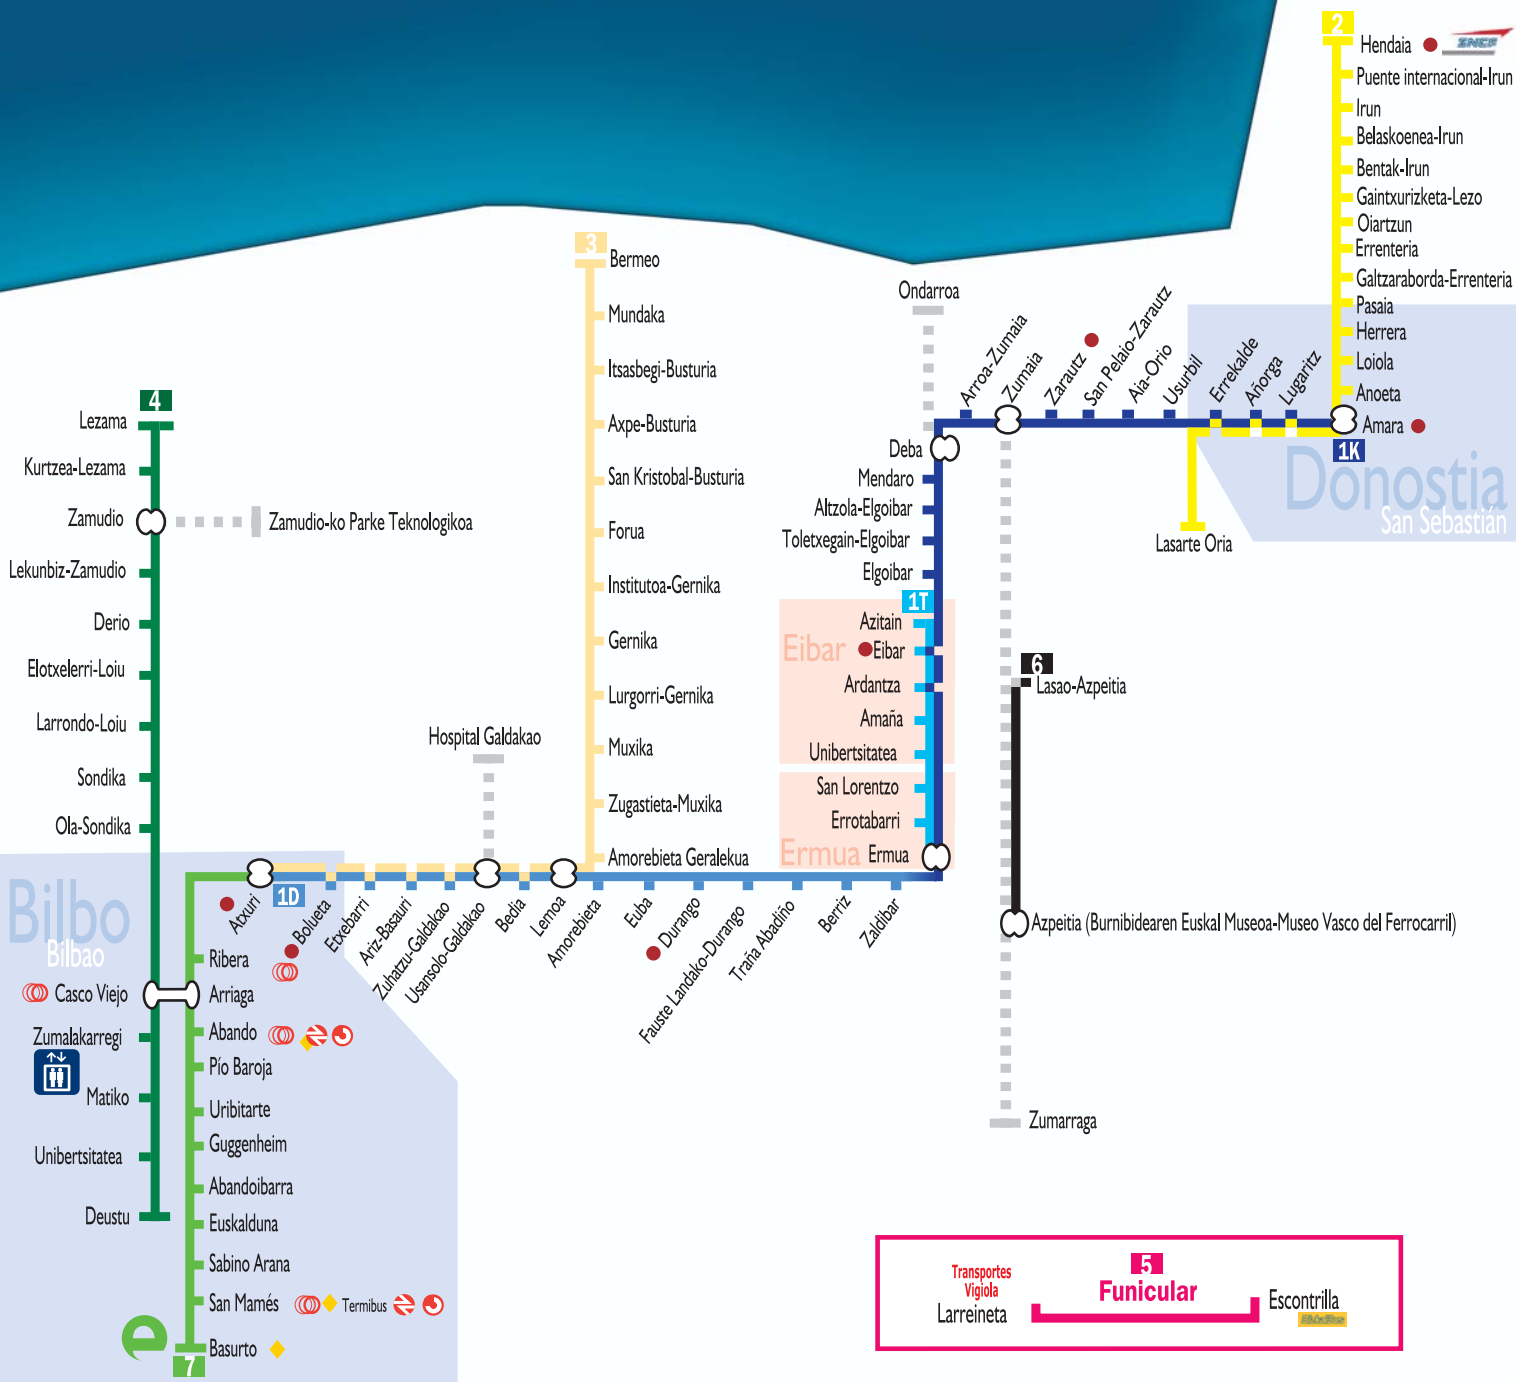 2
Hendaia
SNCF
Puente internacional-Irun
Irun
Belaskoenea-Irun
Bentak-Irun
Gaintxurizketa-Lezo
Oiartzun
Errenteria
Galtzaraborda-Errenteria
Pasaia
Herrera
Loiola
Anoeta
Amara
1K
Donostia
San Sebastián
Lugaritz
Añorga
Errekalde
Lasarte Oria
Usurbil
Aia-Orio
San Pelaio-Zarautz
Zarautz
Zumaia
Arroa-Zumaia
Ondarroa
Deba
Mendaro
Altzola-Elgoibar
Toletxegain-Elgoibar
Elgoibar
1T
Azitain
Eibar
Eibar
Ardantza
Amaña
Unibertsitatea
San Lorentzo
Errotabarri
Ermua
Ermua
6
Lasao-Azpeitia
Azpeitia (Burnibidearen Euskal Museoa-Museo Vasco del Ferrocarril)
Zumarraga
3
Bermeo
Mundaka
Itsasbegi-Busturia
Axpe-Busturia
San Kristobal-Busturia
Forua
Institutoa-Gernika
Gernika
Lurgorri-Gernika
Muxika
Zugastieta-Muxika
Amorebieta Geralekua
Hospital Galdakao
4
Lezama
Kurtzea-Lezama
Zamudio
Zamudio-ko Parke Teknologikoa
Lekunbiz-Zamudio
Derio
Elotxelerri-Loiu
Larrondo-Loiu
Sondika
Ola-Sondika
Bilbo
Bilbao
Casco Viejo
Zumalakarregi
Matiko
Unibertsitatea
Deustu
1D
Atxuri
Bolueta
Etxebarri
Ariz-Basauri
Zuhatzu-Galdakao
Usansolo-Galdakao
Bedia
Lemoa
Amorebieta
Euba
Durango
Fauste Landako-Durango
Traña Abadiño
Berriz
Zaldibar
Ribera
Arriaga
Abando
Pío Baroja
Uribitarte
Guggenheim
Abandoibarra
Euskalduna
Sabino Arana
San Mamés
Termibus
Basurto
7
5
Funicular
Transportes
Vigiola
Larreineta
Escontrilla